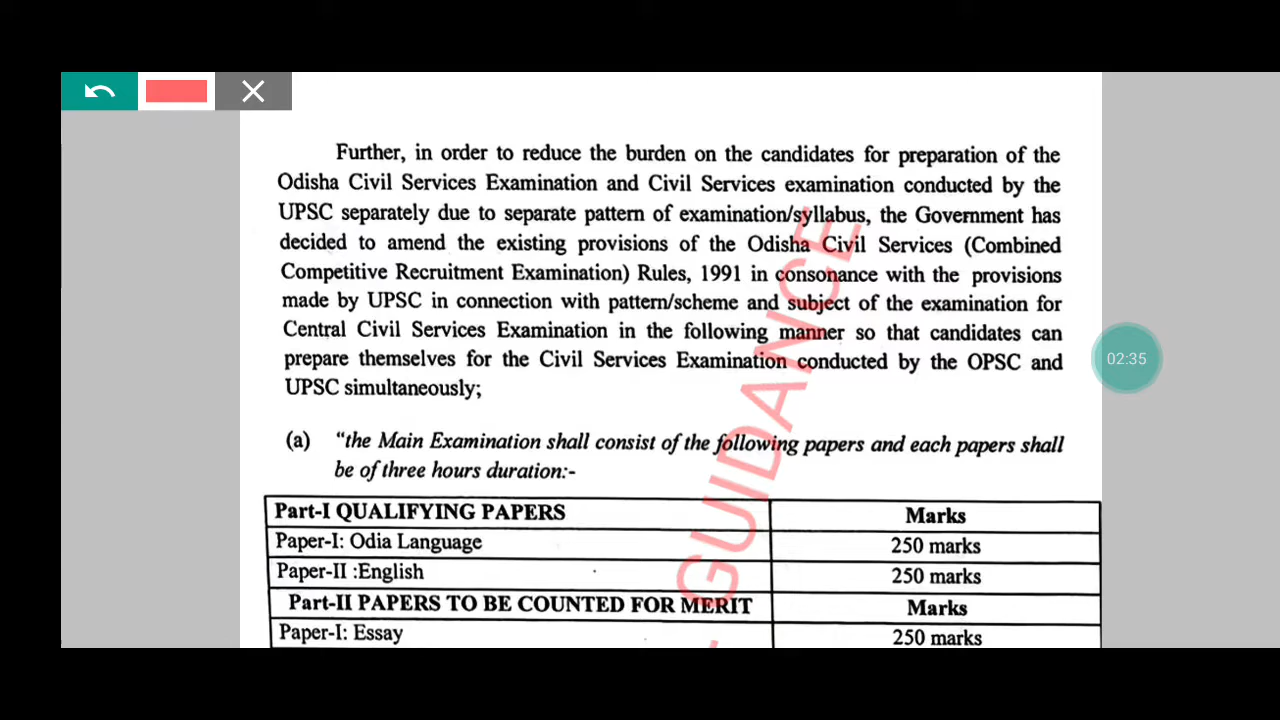 Further, in order to reduce the burden on the candidates for preparation of the
Odisha Civil Services Examination and Civil Services examination conducted by the
UPSC separately due to separate pattern of examination/syllabus, the Government has
decided to amend the existing provisions of the Odisha Civil Services (Combined
Competitive Recruitment Examination) Rules, 1991 in consonance with the provisions
made by UPSC in connection with pattern/scheme and subject of the examination for
Central Civil Services Examination in the following manner so that candidates can
prepare themselves for the Civil Services Examination conducted by the OPSC and
UPSC simultaneously;
02:35
(a) "the Main Examination shall consist of the following papers and each papers shall
be of three hours duration:-
Part-I QUALIFYING PAPERS Marks
Paper-I: Odia Language 250 marks
Paper-II :English 250 marks
Part-II PAPERS TO BE COUNTED FOR MERIT Marks
Paper-I: Essay 250 marks
GUIDANCE